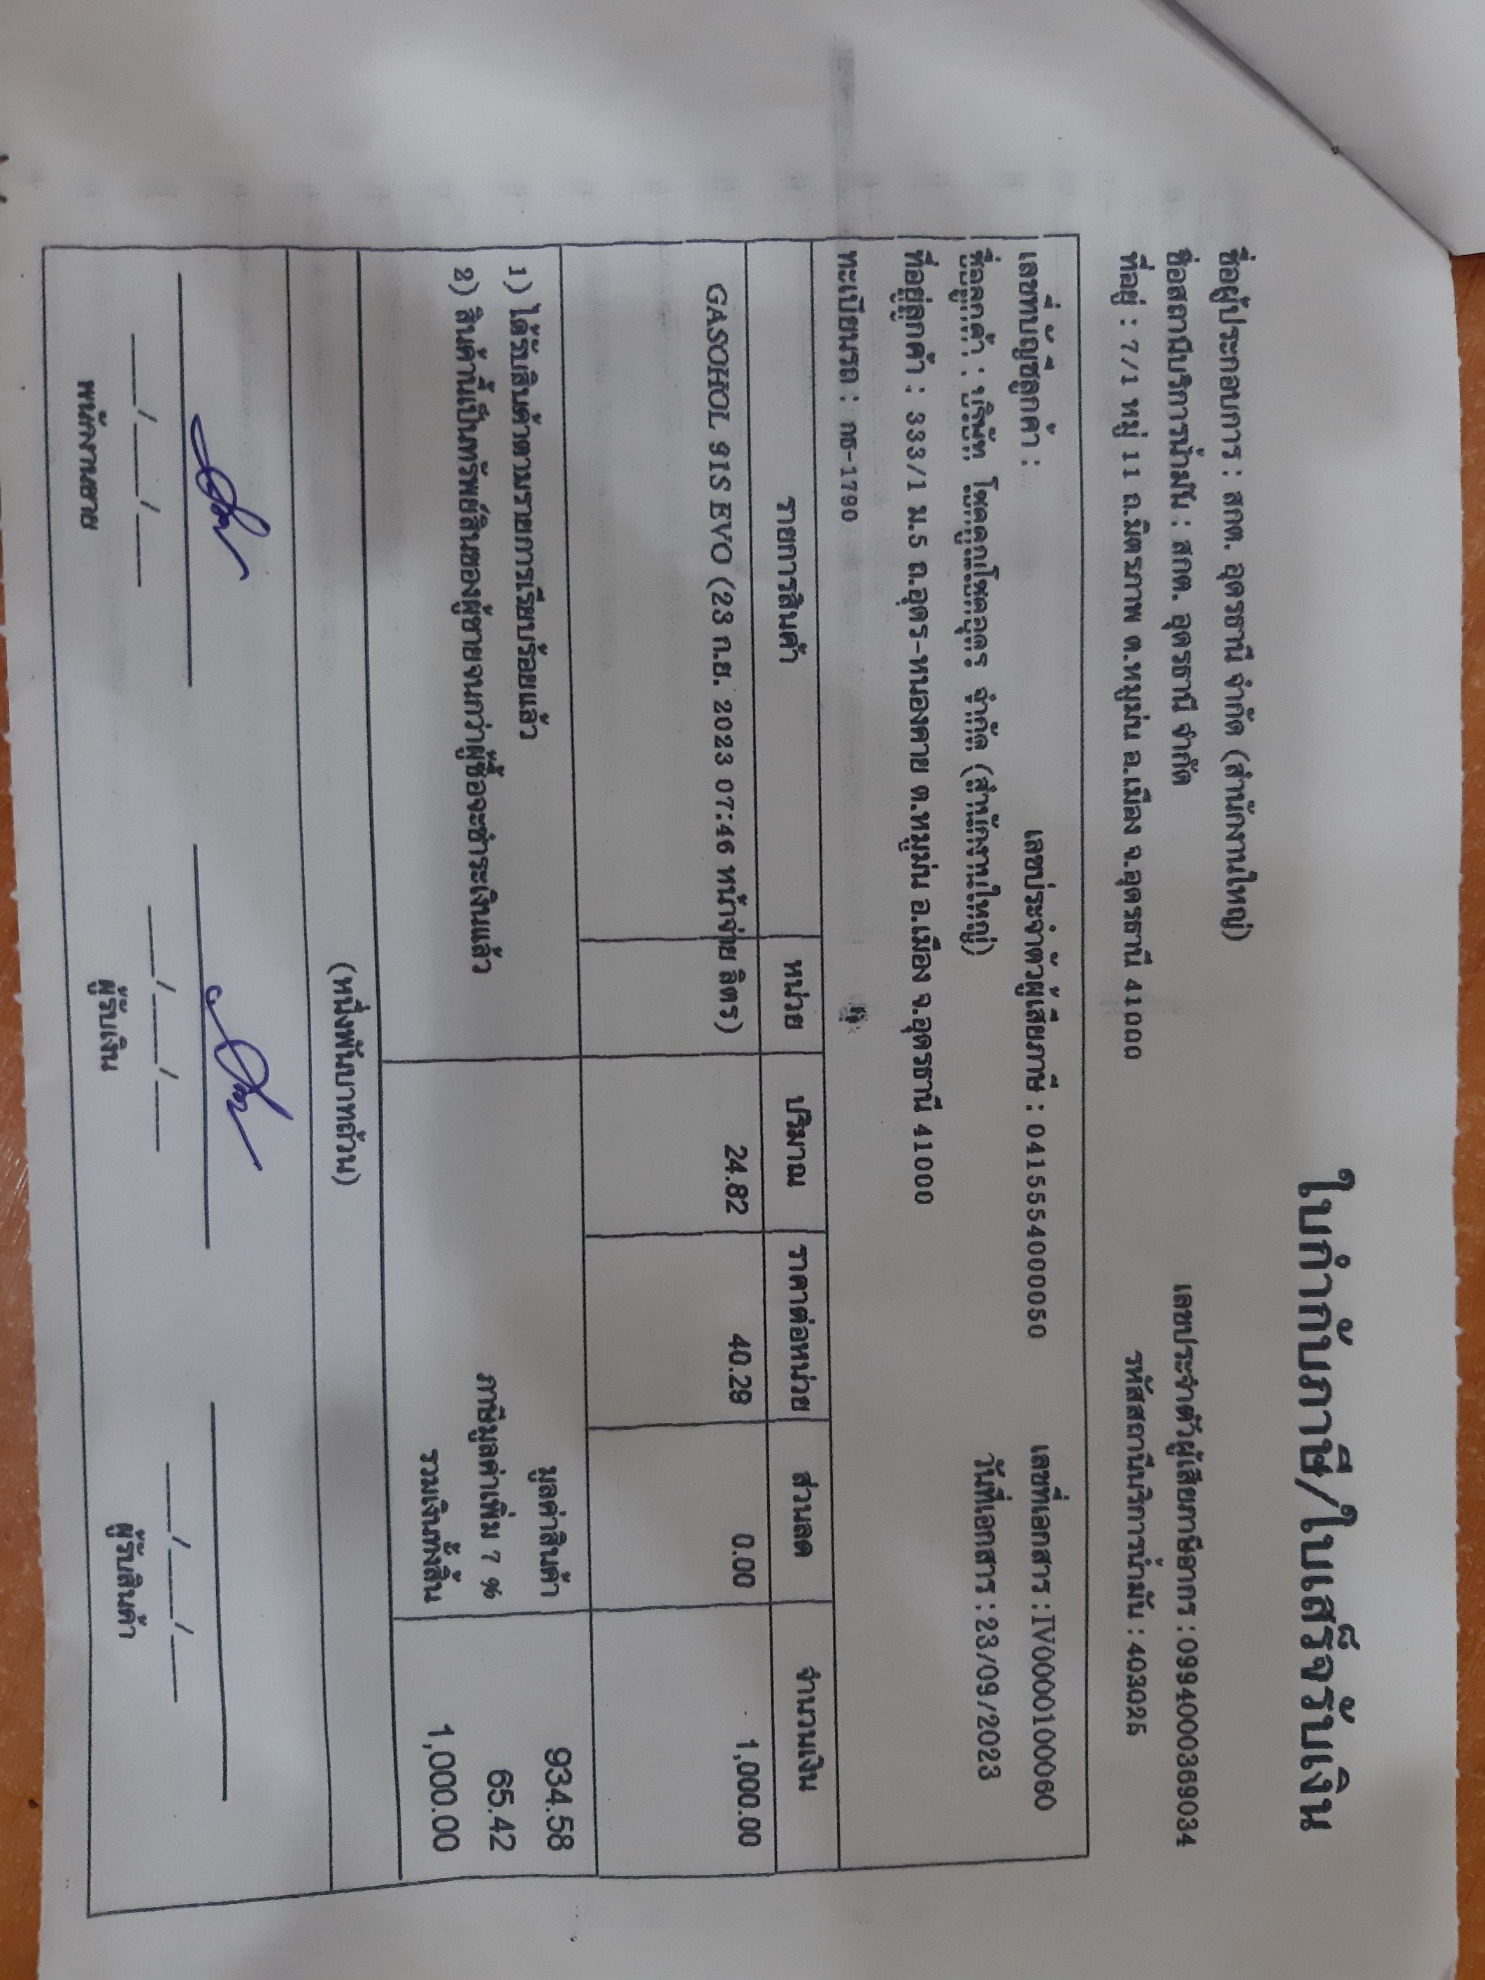 ใบกำกับภาษี/ใบเสร็จรับเงิน
ชื่อผู้ประกอบการ : สกต. อุดรธานี จำกัด (สำนักงานใหญ่) เลขประจำตัวผู้เสียภาษีอากร : 0994000369034
ชื่อสถานีบริการน้ำมัน : สกต. อุดรธานี จำกัด รหัสสถานีบริการน้ำมัน : 403025
ที่อยู่ : 7/1 หมู่ 11 ถ.มิตรภาพ ต.หมูม่น อ.เมือง จ.อุดรธานี 41000
เลขที่บัญชีลูกค้า : เลขประจำตัวผู้เสียภาษี : 0415554000050 เลขที่เอกสาร : IV0000100060
ชื่อลูกค้า : บริษัท โชคคูณโชคอุดร จำกัด (สำนักงานใหญ่) วันที่เอกสาร : 23/09/2023
ที่อยู่ลูกค้า : 333/1 ม.5 ถ.อุดร-หนองคาย ต.หมูม่น อ.เมือง จ.อุดรธานี 41000
ทะเบียนรถ : กธ-1790
รายการสินค้า หน่วย ปริมาณ ราคาต่อหน่วย ส่วนลด จำนวนเงิน
GASOHOL 91S EVO (23 ก.ย. 2023 07:46 หน้าจ่าย ลิตร) 24.82 40.29 0.00 1,000.00
1) ได้รับสินค้าตามรายการเรียบร้อยแล้ว มูลค่าสินค้า 934.58
2) สินค้านี้เป็นทรัพย์สินของผู้ขายจนกว่าผู้ซื้อจะชำระเงินแล้ว ภาษีมูลค่าเพิ่ม 7 % 65.42
รวมเงินทั้งสิ้น 1,000.00
(หนึ่งพันบาทถ้วน)
__/__/__ __/__/__ __/__/__
พนักงานขาย ผู้รับเงิน ผู้รับสินค้า